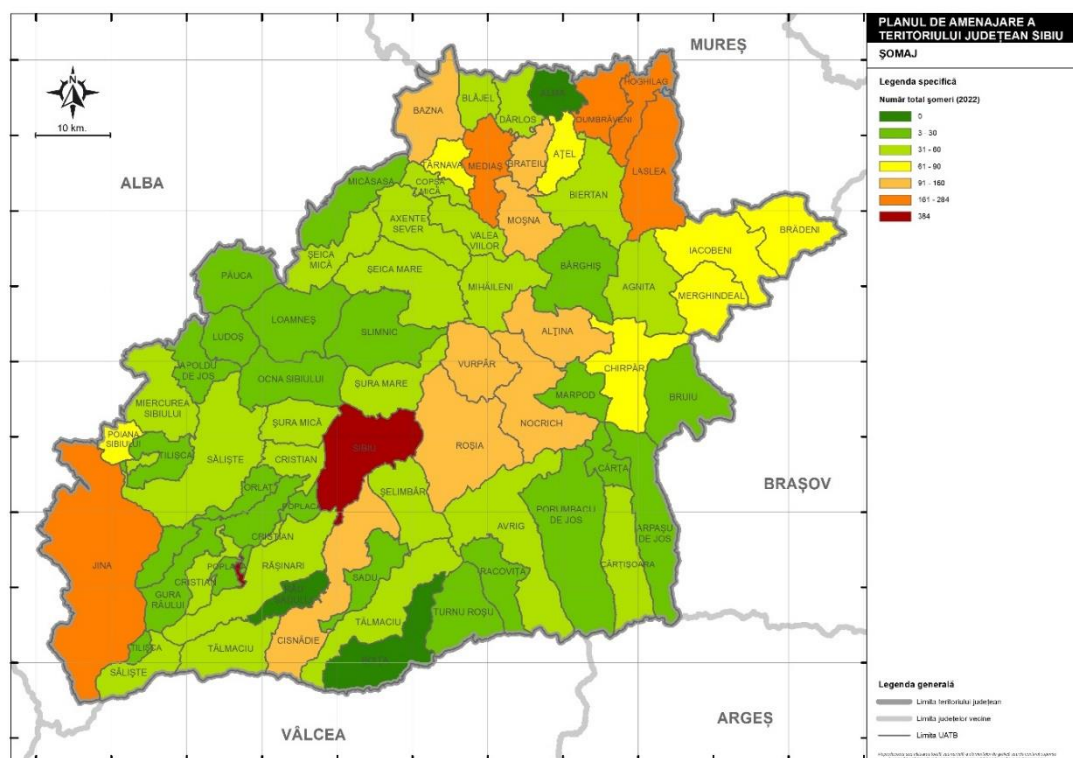 PLANUL DE AMENAJARE A
TERITORIULUI JUDEȚEAN SIBIU
ȘOMAJ
Legenda specifică
Număr total șomeri (2022)
0
3 - 30
31 - 60
61 - 90
91 - 160
161 - 284
384
N
10 km.
MUREȘ
ALBA
BRAȘOV
ARGEȘ
VÂLCEA
BAZNA
BLĂJEL
DÂRLOS
DUMBRĂVENI
HOGHILAG
TÂRNAVA
MEDIAȘ
BRATEIU
AȚEL
LASLEA
MICĂSASA
COPȘA
MICĂ
BIERTAN
AXENTE
SEVER
MOȘNA
VALEA
VIILOR
ȘEICA
MICĂ
ȘEICA MARE
BÂRGHIȘ
IACOBENI
BRĂDENI
PĂUCA
MIHĂILENI
AGNITA
MERGHINDEAL
LOAMNEȘ
SLIMNIC
ALȚINA
LUDOȘ
VURPĂR
CHIRPĂR
APOLDU
DE JOS
OCNA SIBIULUI
ȘURA MARE
MARPOD
BRUIU
MIERCUREA
SIBIULUI
ȘURA MICĂ
NOCRICH
POIANA
SIBIULUI
TILIȘCA
SĂLIȘTE
CRISTIAN
SIBIU
ROȘIA
CÂRȚA
ORLAT
POPLACA
ȘELIMBĂR
PORUMBACU
DE JOS
AVRIG
ARPAȘU
DE JOS
CRISTIAN
JINA
POPLACA
RĂȘINARI
CRISTIAN
GURA
RÂULUI
SADU
RACOVIȚA
CÂRȚIȘOARA
TURNU ROȘU
TĂLMACIU
CISNĂDIE
TILIȘCA
TĂLMACIU
SĂLIȘTE
Legenda generală
Limita teritoriului județean
Limita județelor vecine
Limita UATB